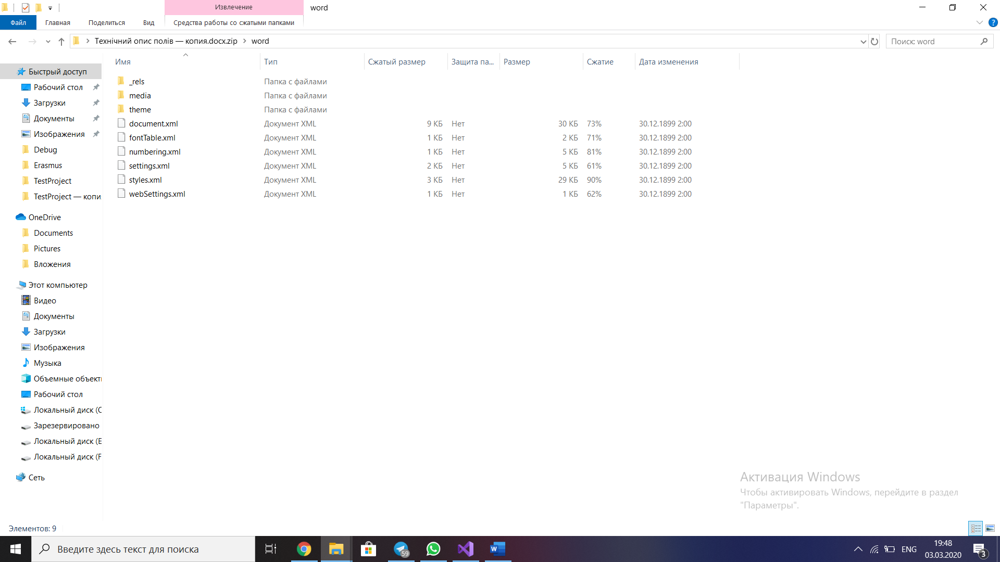 Извлечение
word
Файл
Главная
Поделиться
Вид
Средства работы со сжатыми папками
Технічний опис полів — копия.docx.zip
word
Поиск: word
Имя Тип Сжатый размер Защита па... Размер Сжатие Дата изменения
_rels Папка с файлами
media Папка с файлами
theme Папка с файлами
document.xml Документ XML 9 КБ Нет 30 КБ 73% 30.12.1899 2:00
fontTable.xml Документ XML 1 КБ Нет 2 КБ 71% 30.12.1899 2:00
numbering.xml Документ XML 1 КБ Нет 5 КБ 81% 30.12.1899 2:00
settings.xml Документ XML 2 КБ Нет 5 КБ 61% 30.12.1899 2:00
styles.xml Документ XML 3 КБ Нет 29 КБ 90% 30.12.1899 2:00
webSettings.xml Документ XML 1 КБ Нет 1 КБ 62% 30.12.1899 2:00
Быстрый доступ
Рабочий стол
Загрузки
Документы
Изображения
Debug
Erasmus
TestProject
TestProject — копи
OneDrive
Documents
Pictures
Вложения
Этот компьютер
Видео
Документы
Загрузки
Изображения
Музыка
Объемные объект
Рабочий стол
Локальный диск (C
Зарезервировано
Локальный диск (E
Локальный диск (F
Сеть
Активация Windows
Чтобы активировать Windows, перейдите в раздел
"Параметры".
Элементов: 9
Введите здесь текст для поиска
59
ENG
19:48
03.03.2020
3